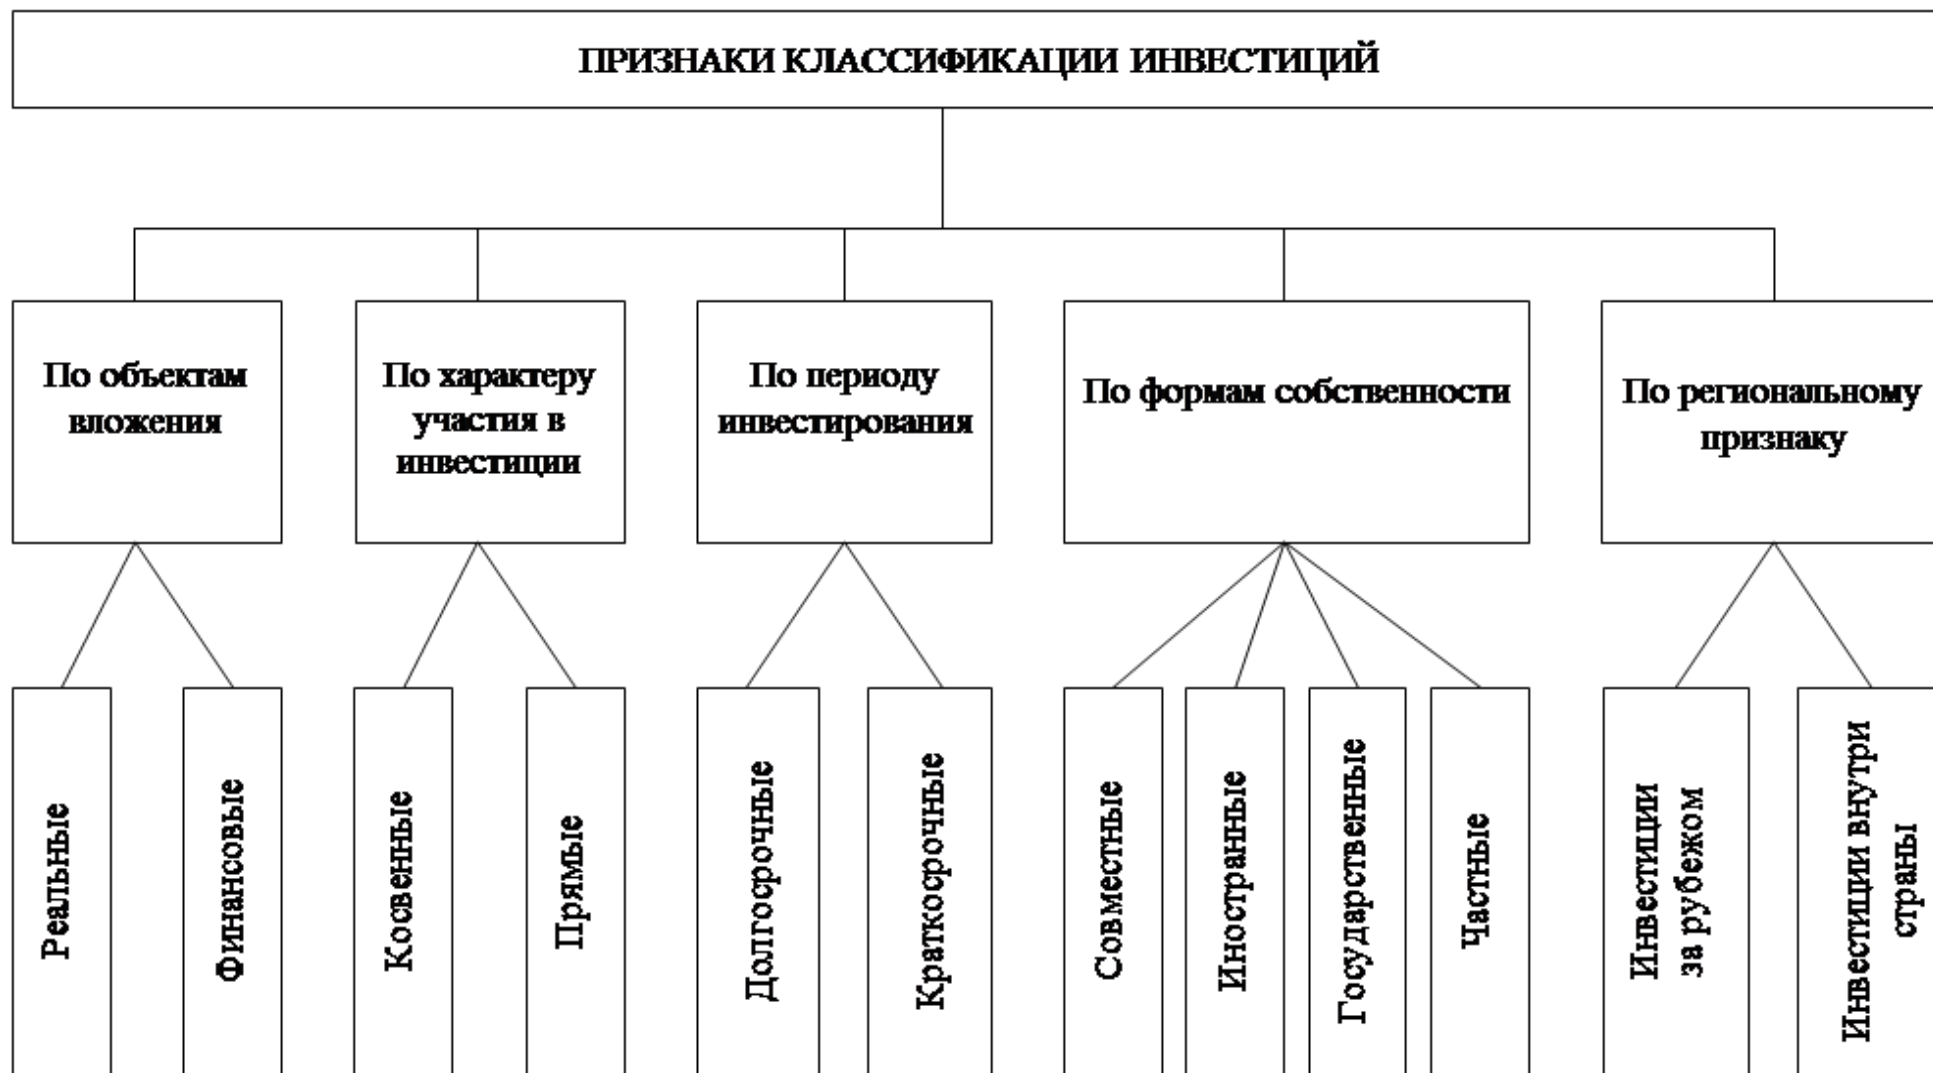 ПРИЗНАКИ КЛАССИФИКАЦИИ ИНВЕСТИЦИЙ
По объектам
вложения
По характеру
участия в
инвестиции
По периоду
инвестирования
По формам собственности
По региональному
признаку
Реальные
Финансовые
Косвенные
Прямые
Долгосрочные
Краткосрочные
Совместные
Иностранные
Государственные
Частные
Инвестиции
за рубежом
Инвестиции внутри
страны